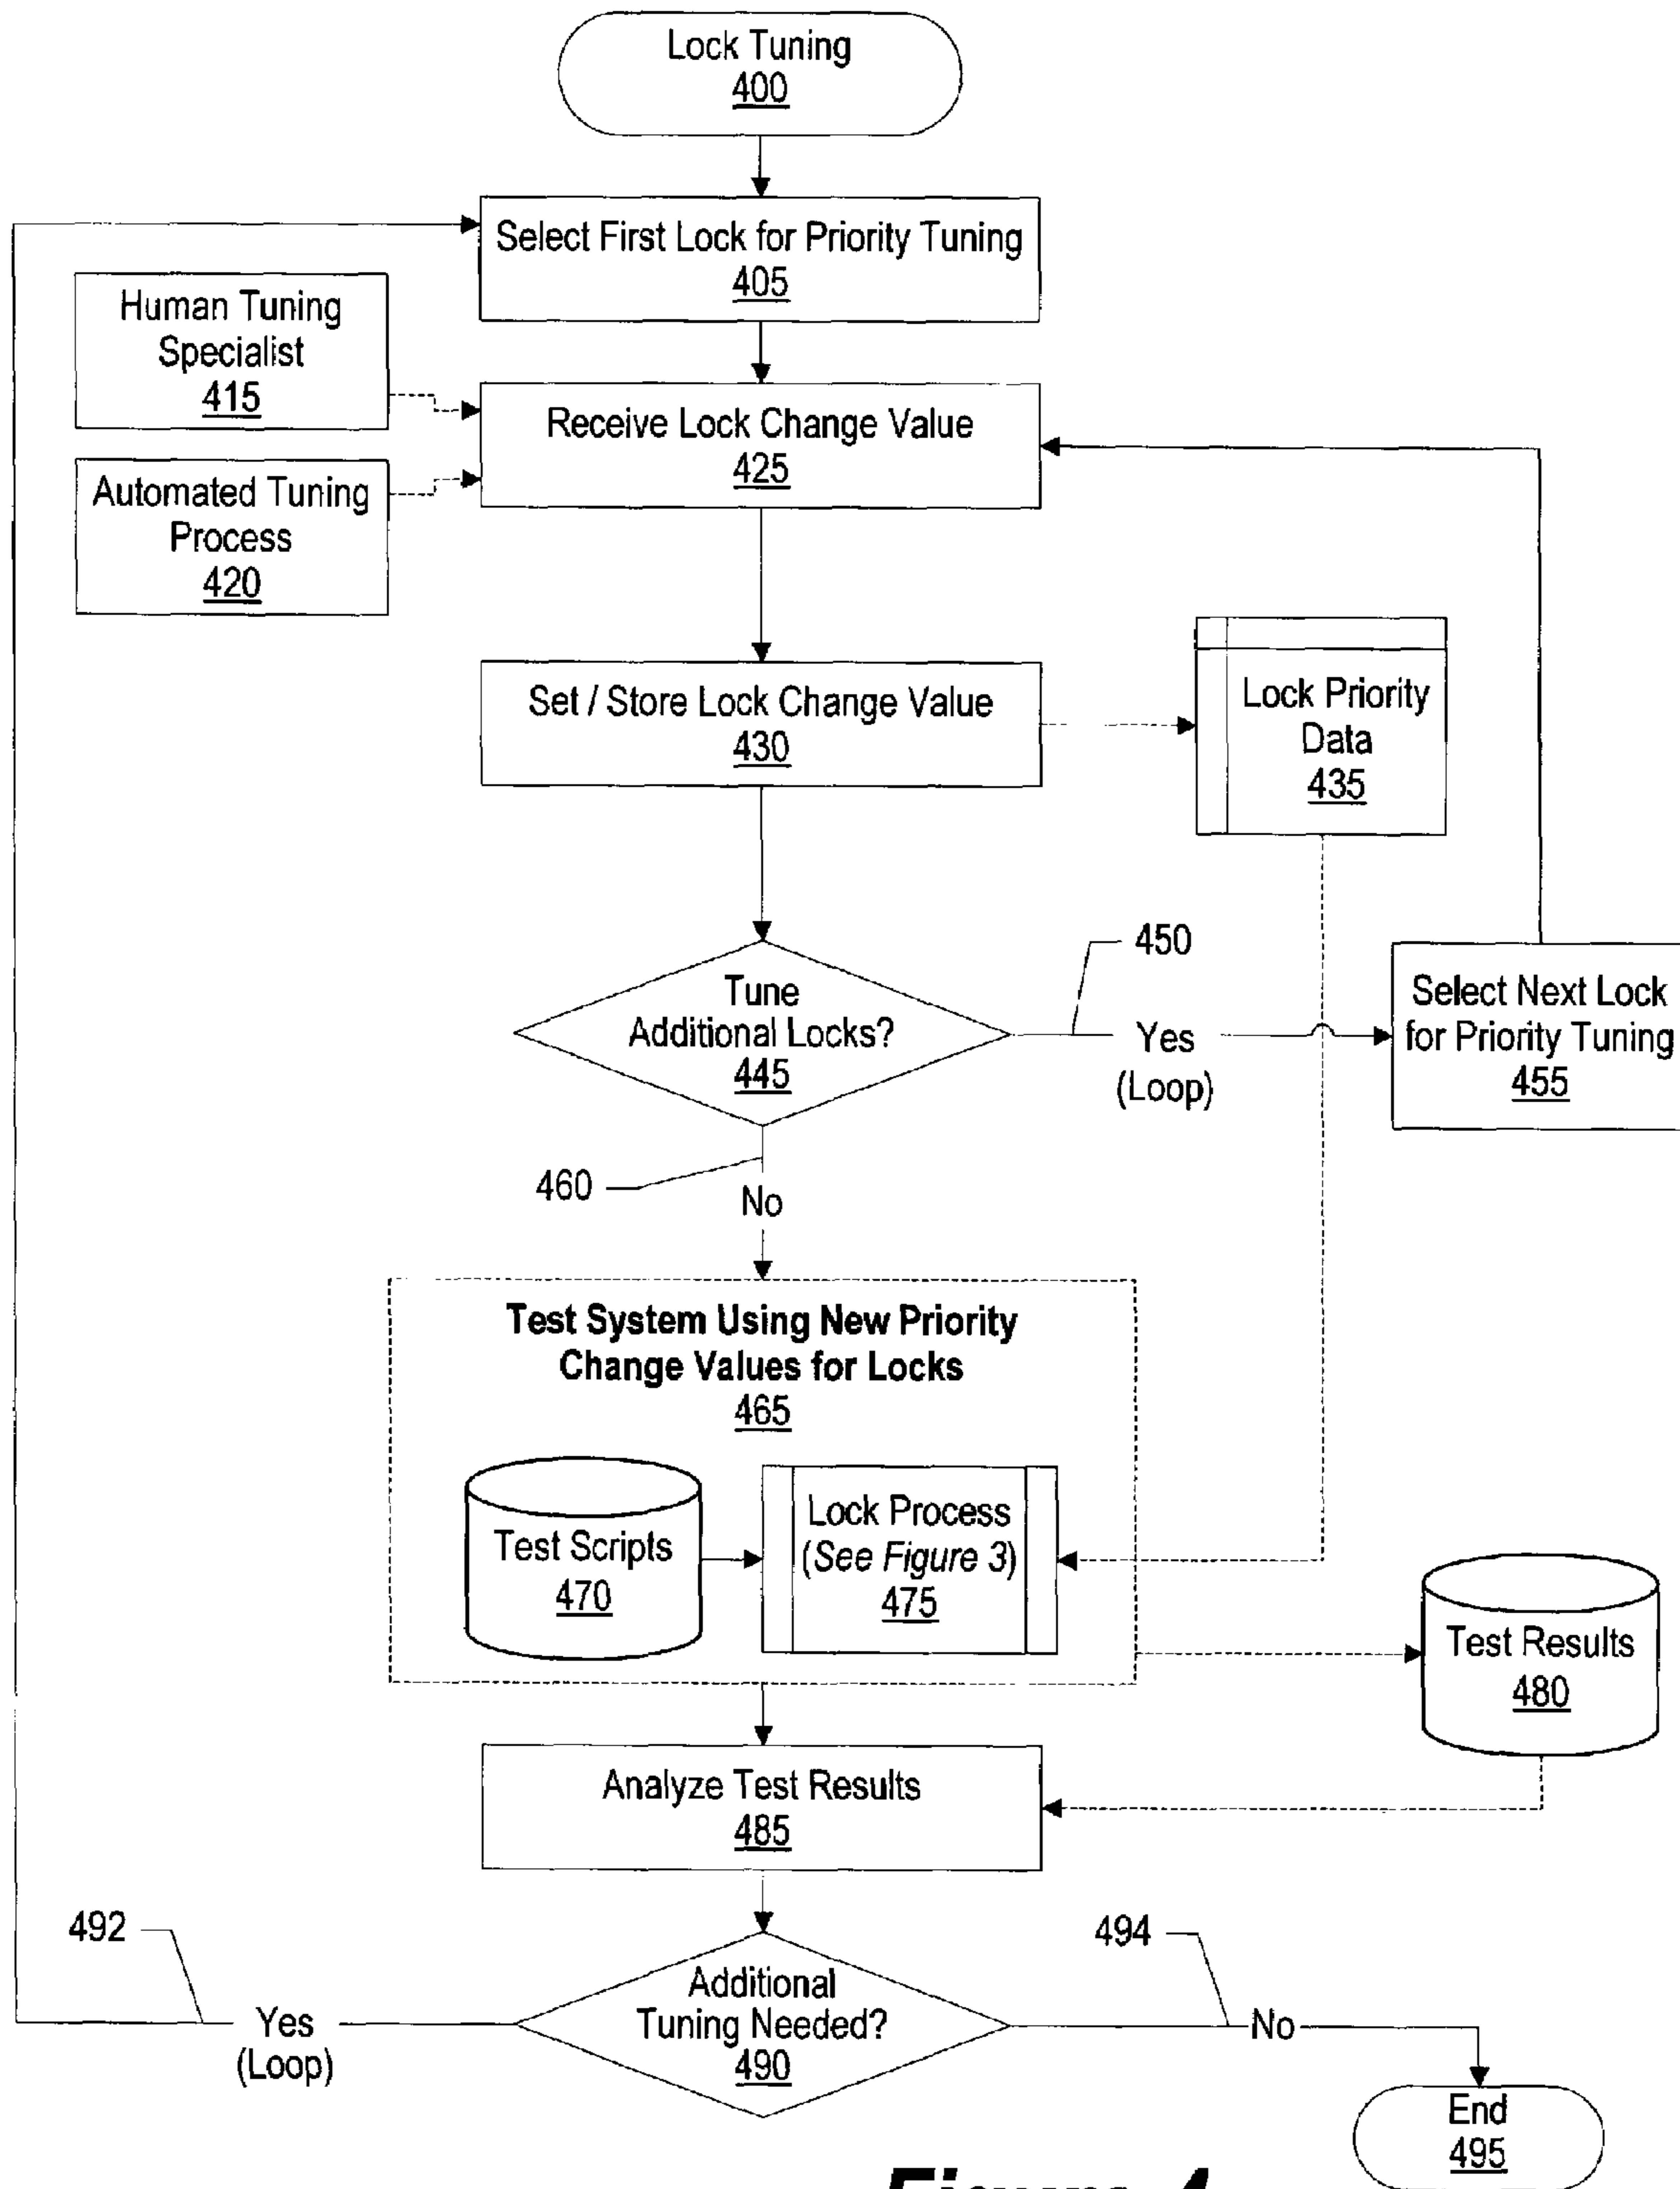 Lock Tuning
400
Select First Lock for Priority Tuning
405
Human Tuning
Specialist
415
Receive Lock Change Value
425
Automated Tuning
Process
420
Set / Store Lock Change Value
430
Lock Priority
Data
435
Tune
Additional Locks?
445
450
Yes
(Loop)
Select Next Lock
for Priority Tuning
455
460
No
Test System Using New Priority
Change Values for Locks
465
Test Scripts
470
Lock Process
(See Figure 3)
475
Test Results
480
Analyze Test Results
485
492
Yes
(Loop)
Additional
Tuning Needed?
490
494
No
End
495
Figure 4